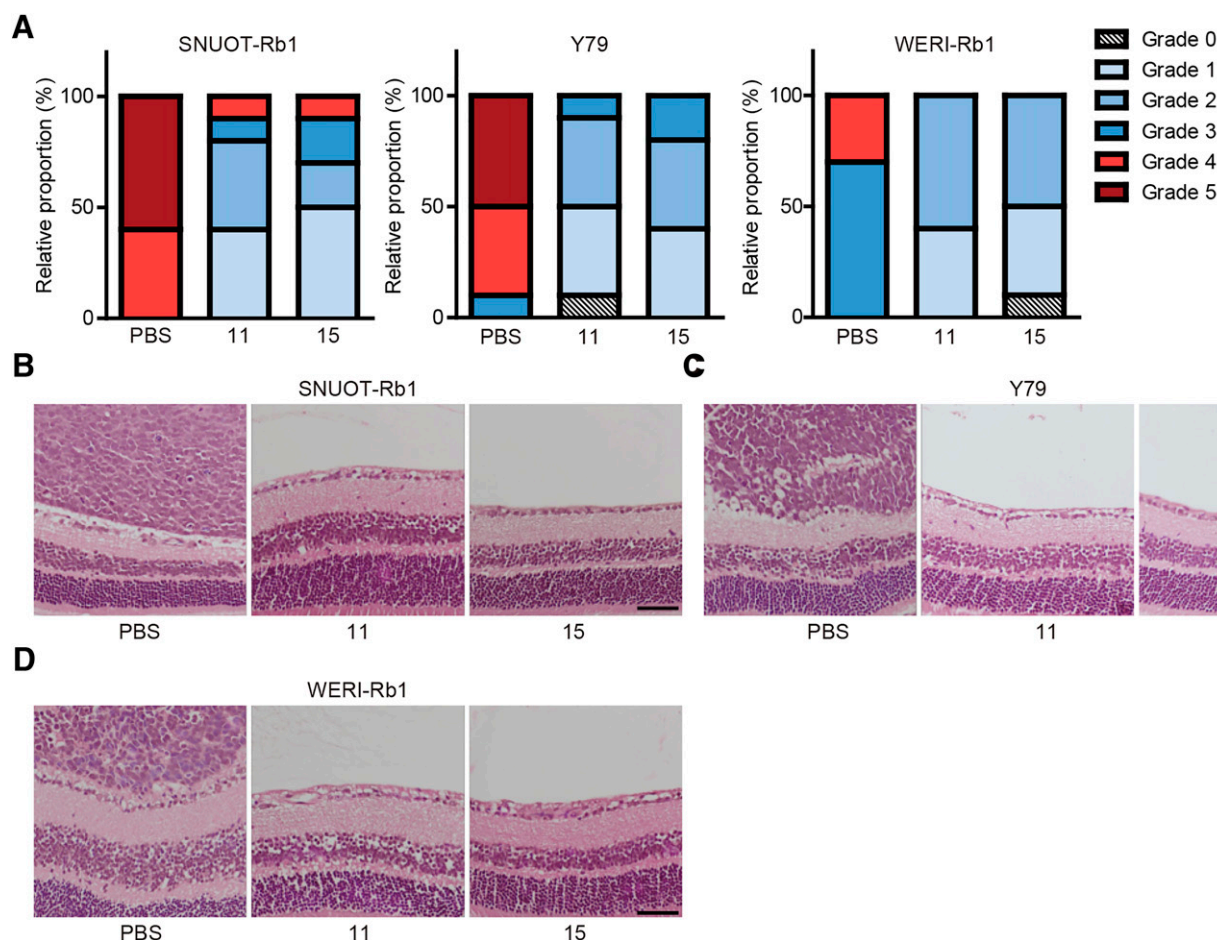 A
SNUOT-Rb1
Y79
WERI-Rb1
Relative proportion (%)
100
50
0
PBS
11
15
Relative proportion (%)
100
50
0
PBS
11
15
Relative proportion (%)
100
50
0
PBS
11
15
Grade 0
Grade 1
Grade 2
Grade 3
Grade 4
Grade 5
B
SNUOT-Rb1
PBS
11
15
C
Y79
PBS
11
D
WERI-Rb1
PBS
11
15